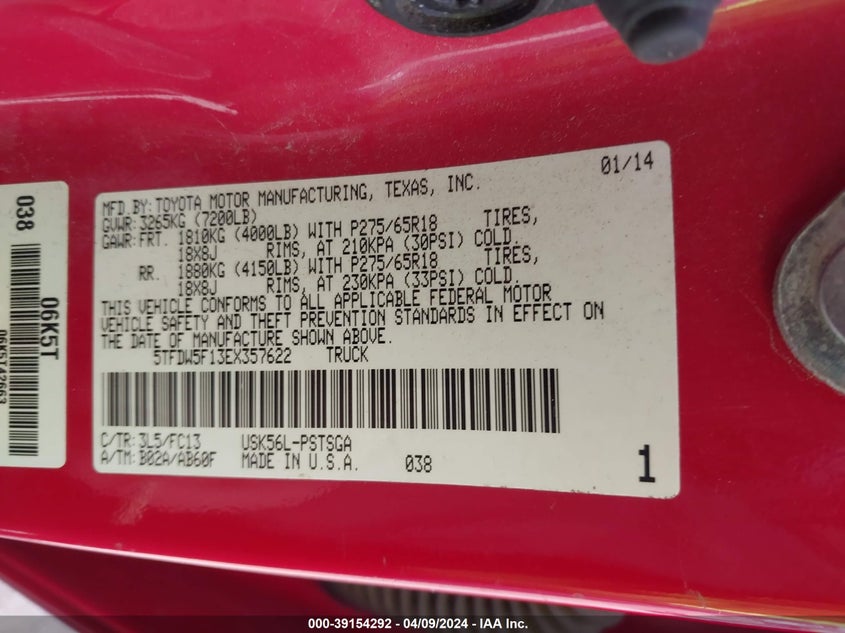 MFD.BY:TOYOTA MOTOR MANUFACTURING, TEXAS, INC. 01/14
GVWR:3265KG (7200LB)
GAWR:FRT. 1810KG (4000LB) WITH P275/65R18 TIRES,
18X8J RIMS, AT 210KPA (30PSI) COLD.
RR. 1880KG (4150LB) WITH P275/65R18 TIRES,
18X8J RIMS, AT 230KPA (33PSI) COLD.
THIS VEHICLE CONFORMS TO ALL APPLICABLE FEDERAL MOTOR
VEHICLE SAFETY AND THEFT PREVENTION STANDARDS IN EFFECT ON
THE DATE OF MANUFACTURE SHOWN ABOVE.
5TFDW5F13EX357622 TRUCK
C/TR:3L5/FC13 USK56L-PSTSGA
A/TM:B02A/AB60F MADE IN U.S.A. 038 1
038
06K5T
000-39154292 - 04/09/2024 - IAA Inc.